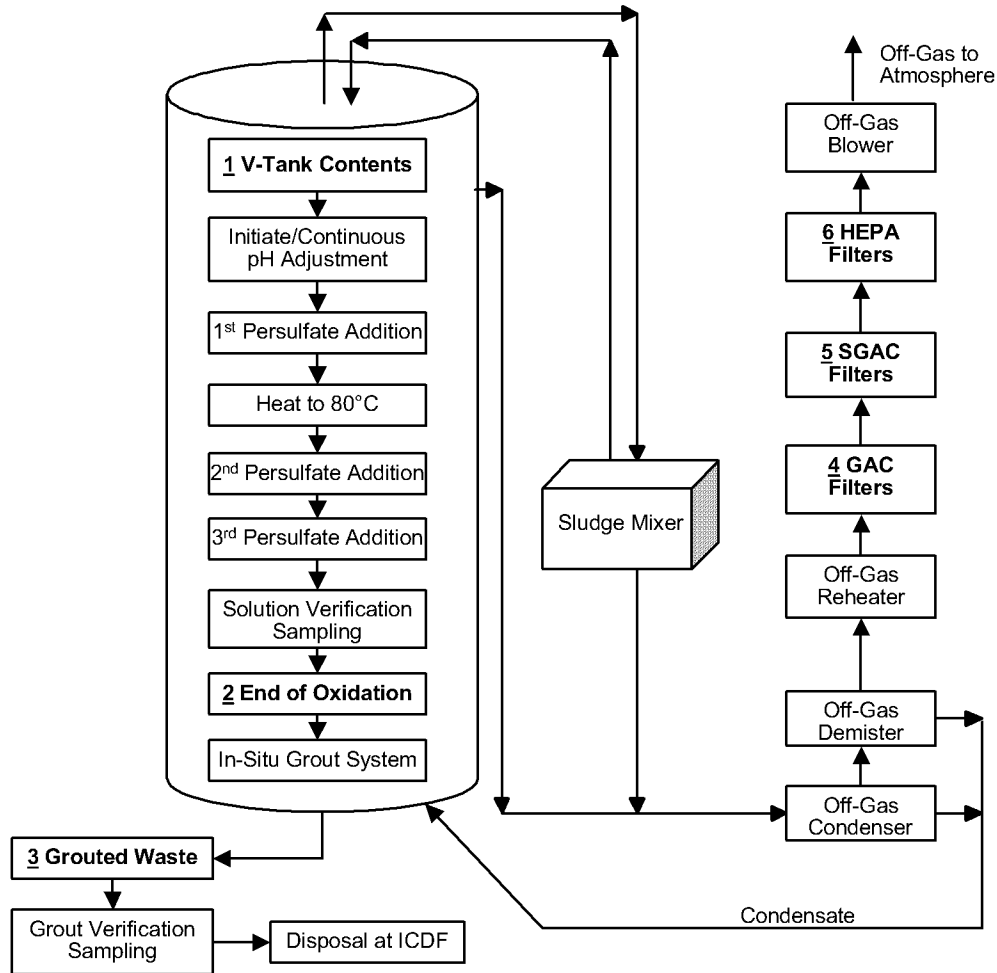 1 V-Tank Contents
Initiate/Continuous
pH Adjustment
1st Persulfate Addition
Heat to 80°C
2nd Persulfate Addition
3rd Persulfate Addition
Solution Verification
Sampling
2 End of Oxidation
In-Situ Grout System
3 Grouted Waste
Grout Verification
Sampling
Disposal at ICDF
Sludge Mixer
Off-Gas to
Atmosphere
Off-Gas
Blower
6 HEPA
Filters
5 SGAC
Filters
4 GAC
Filters
Off-Gas
Reheater
Off-Gas
Demister
Off-Gas
Condenser
Condensate